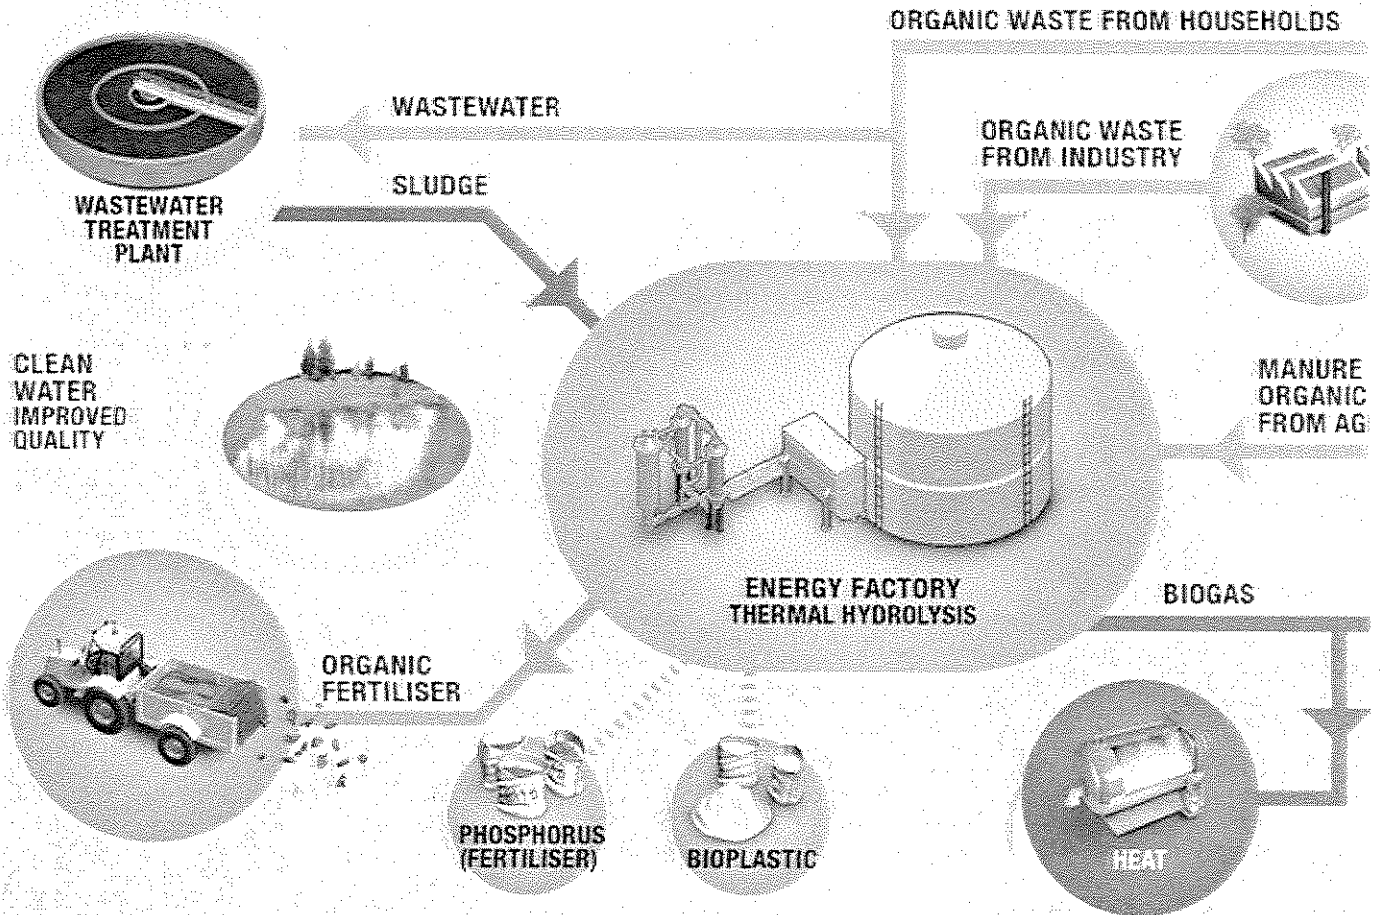 ORGANIC WASTE FROM HOUSEHOLDS
WASTEWATER
ORGANIC WASTE
FROM INDUSTRY
SLUDGE
WASTEWATER
TREATMENT
PLANT
CLEAN
WATER
IMPROVED
QUALITY
MANURE
ORGANIC
FROM AG
ENERGY FACTORY
THERMAL HYDROLYSIS
BIOGAS
ORGANIC
FERTILISER
PHOSPHORUS
(FERTILISER)
BIOPLASTIC
HEAT